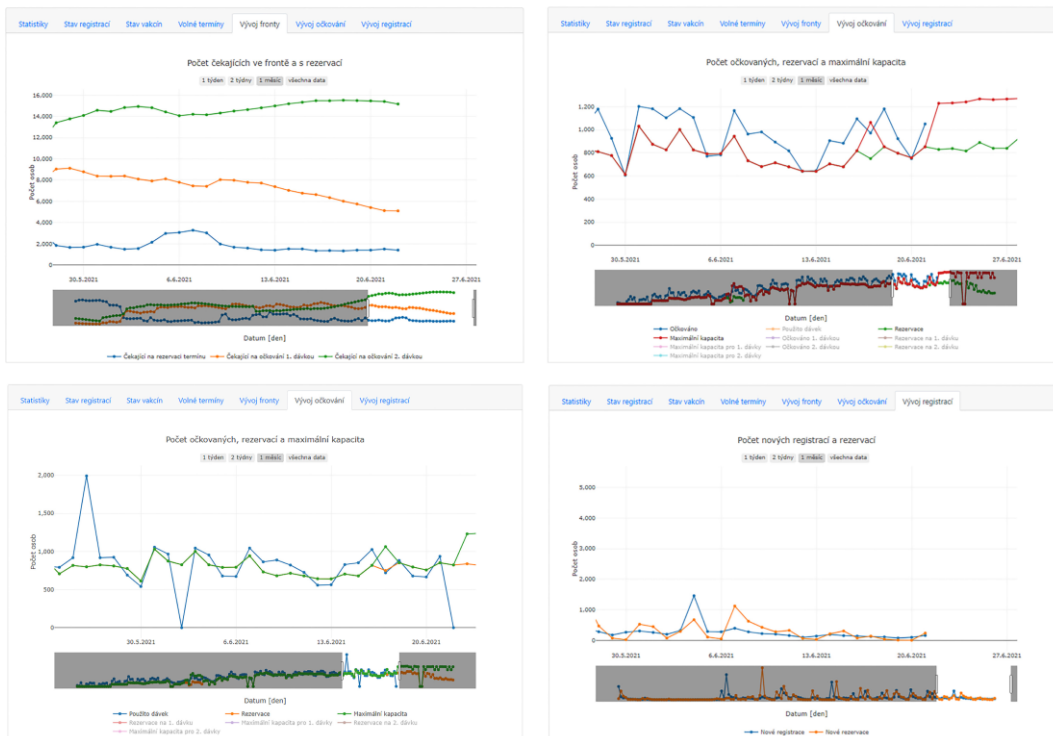 Statistiky Stav registrací Stav vakcín Volné termíny Vývoj fronty Vývoj očkování Vývoj registrací
Počet čekajících ve frontě a s rezervací
1 týden 2 týdny 1 měsíc všechna data
16,000
14,000
12,000
10,000
8,000
6,000
4,000
2,000
0
Počet osob
30.5.2021 6.6.2021 13.6.2021 20.6.2021 27.6.2021
Datum [den]
Čekající na rezervaci termínu Čekající na očkování 1. dávkou Čekající na očkování 2. dávkou
Statistiky Stav registrací Stav vakcín Volné termíny Vývoj fronty Vývoj očkování Vývoj registrací
Počet očkovaných, rezervací a maximální kapacita
1 týden 2 týdny 1 měsíc všechna data
1,200
1,000
800
600
400
200
0
Počet osob
30.5.2021 6.6.2021 13.6.2021 20.6.2021 27.6.2021
Datum [den]
Očkováno Použito dávek Rezervace
Maximální kapacita Očkováno 1. dávkou Rezervace na 1. dávku
Maximální kapacita pro 1. dávky Očkováno 2. dávkou Rezervace na 2. dávku
Maximální kapacita pro 2. dávky
Statistiky Stav registrací Stav vakcín Volné termíny Vývoj fronty Vývoj očkování Vývoj registrací
Počet očkovaných, rezervací a maximální kapacita
1 týden 2 týdny 1 měsíc všechna data
2,000
1,500
1,000
500
0
Počet osob
30.5.2021 6.6.2021 13.6.2021 20.6.2021
Datum [den]
Použito dávek Rezervace Maximální kapacita
Rezervace na 1. dávku Maximální kapacita pro 1. dávky Rezervace na 2. dávku
Maximální kapacita pro 2. dávky
Statistiky Stav registrací Stav vakcín Volné termíny Vývoj fronty Vývoj očkování Vývoj registrací
Počet nových registrací a rezervací
1 týden 2 týdny 1 měsíc všechna data
5,000
4,000
3,000
2,000
1,000
0
Počet osob
30.5.2021 6.6.2021 13.6.2021 20.6.2021 27.6.2021
Datum [den]
Nové registrace Nové rezervace